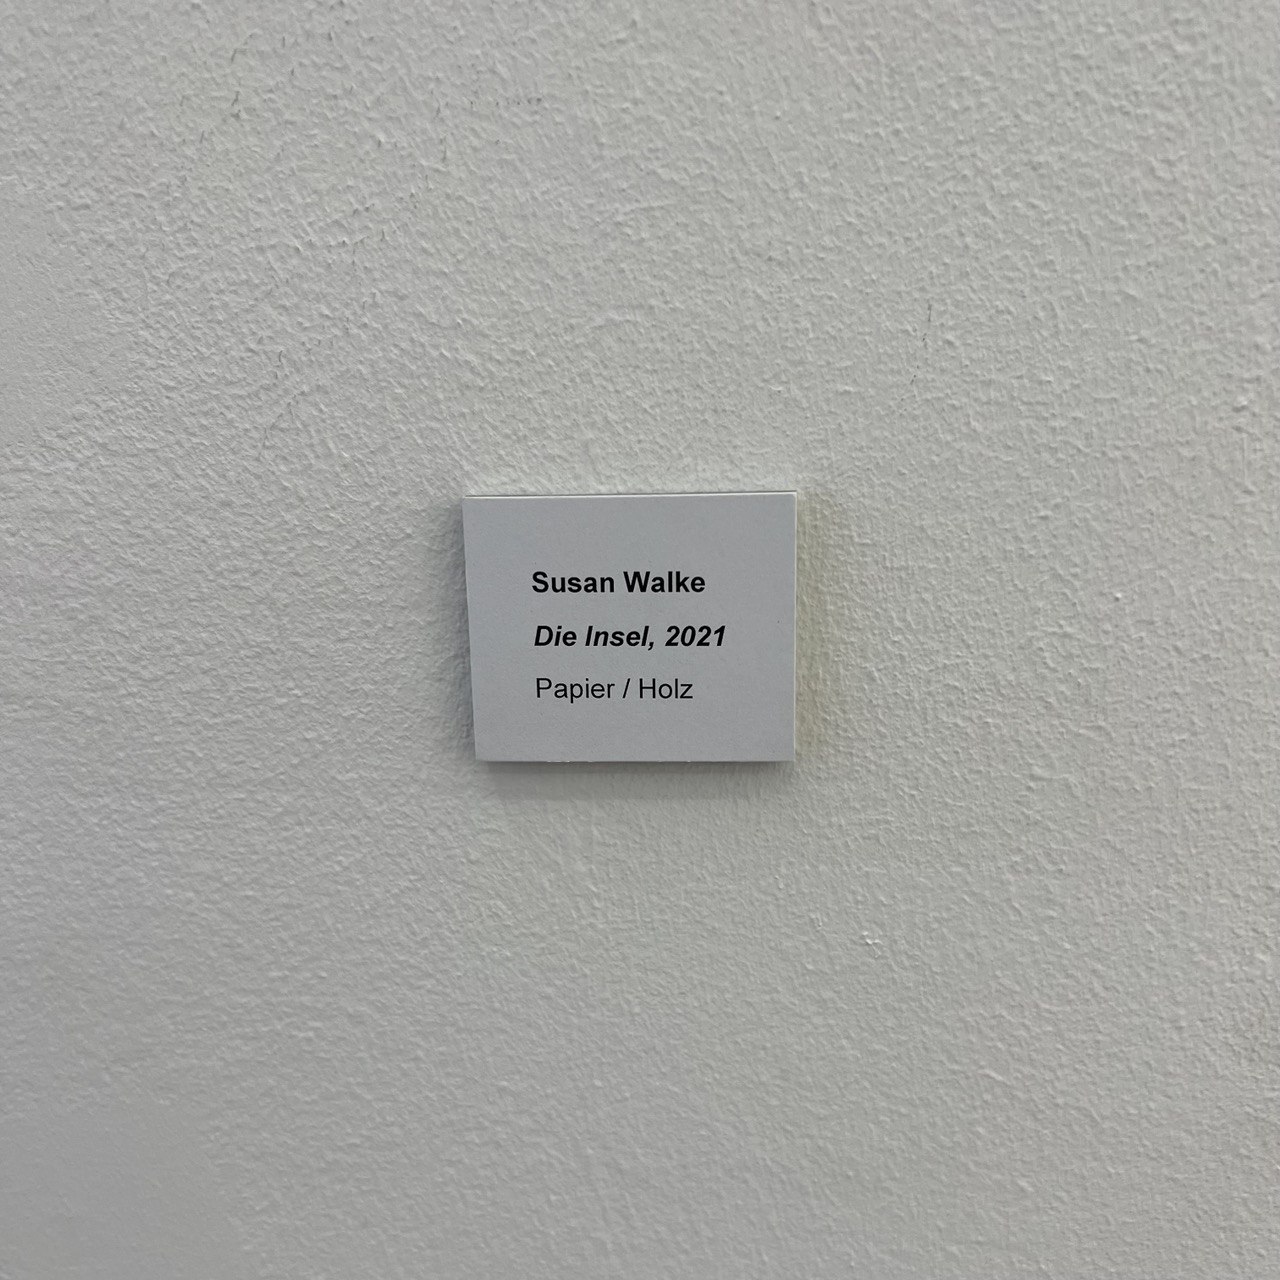 Susan Walke
Die Insel, 2021
Papier / Holz